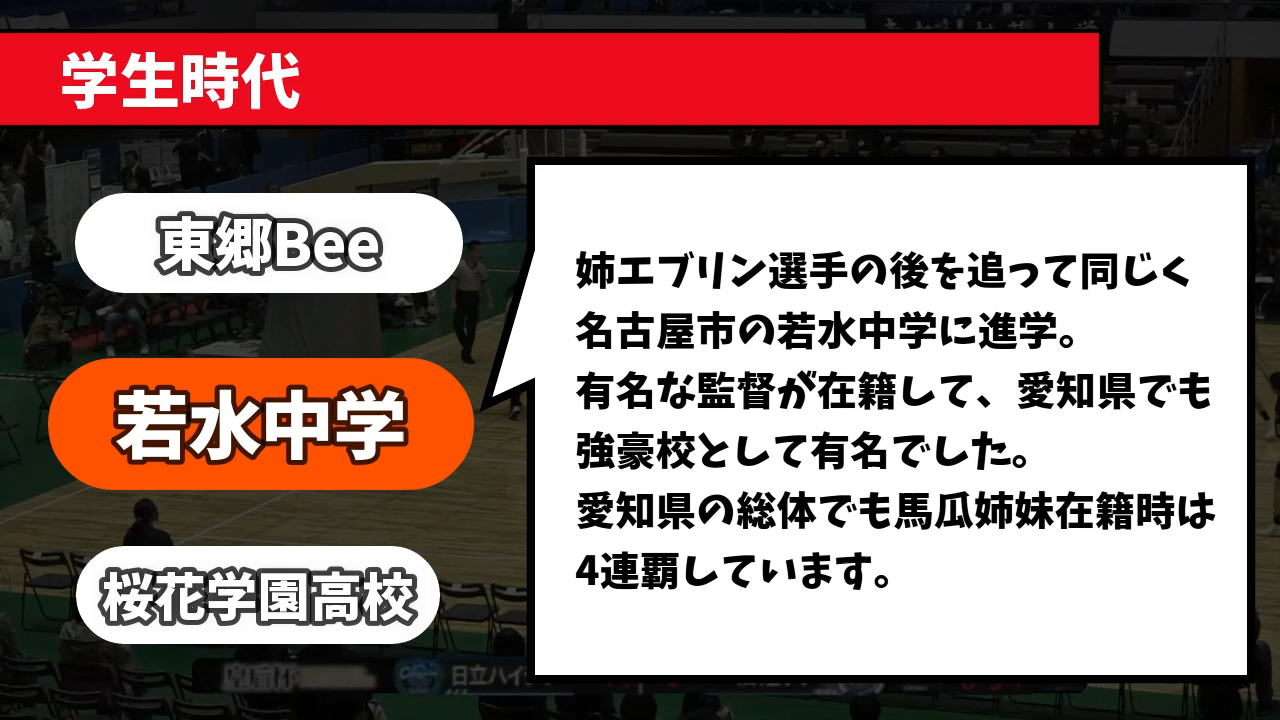 学生時代
東郷Bee
若水中学
桜花学園高校
姉エブリン選手の後を追って同じく
名古屋市の若水中学に進学。
有名な監督が在籍して、愛知県でも
強豪校として有名でした。
愛知県の総体でも馬瓜姉妹在籍時は
4連覇しています。
日立ハイ